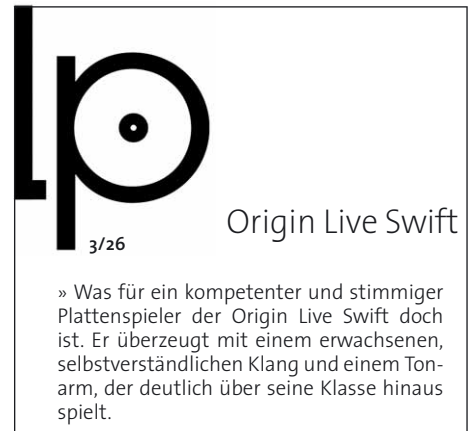 lp
3/26
Origin Live Swift
» Was für ein kompetenter und stimmiger
Plattenspieler der Origin Live Swift doch
ist. Er überzeugt mit einem erwachsenen,
selbstverständlichen Klang und einem Ton-
arm, der deutlich über seine Klasse hinaus
spielt.